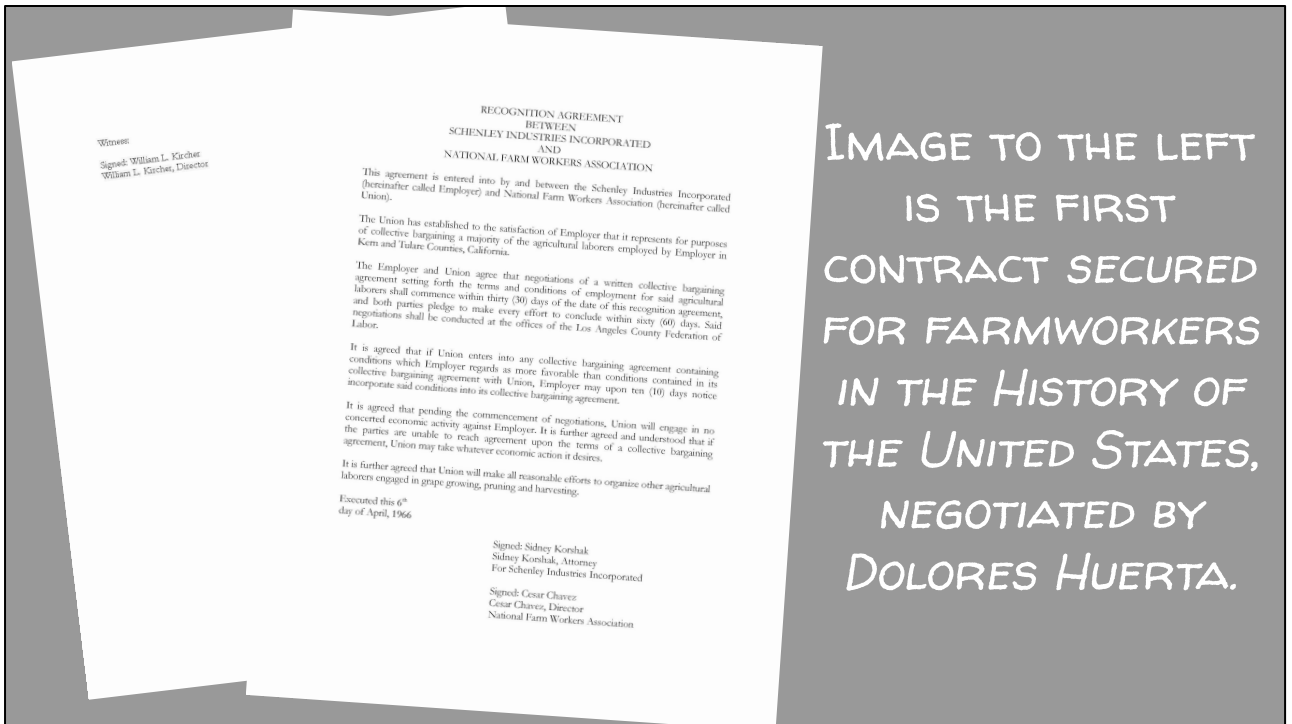 Witness:
Signed: William L. Kircher
William L. Kircher, Director
RECOGNITION AGREEMENT
BETWEEN
SCHENLEY INDUSTRIES INCORPORATED
AND
NATIONAL FARM WORKERS ASSOCIATION
This agreement is entered into by and between the Schenley Industries Incorporated
(hereinafter called Employer) and National Farm Workers Association (hereinafter called
Union).
The Union has established to the satisfaction of Employer that it represents for purposes
of collective bargaining a majority of the agricultural laborers employed by Employer in
Kern and Tulare Counties, California.
The Employer and Union agree that negotiations of a written collective bargaining
agreement setting forth the terms and conditions of employment for said agricultural
laborers shall commence within thirty (30) days of the date of this recognition agreement,
and both parties pledge to make every effort to conclude within sixty (60) days. Said
negotiations shall be conducted at the offices of the Los Angeles County Federation of
Labor.
It is agreed that if Union enters into any collective bargaining agreement containing
conditions which Employer regards as more favorable than conditions contained in its
collective bargaining agreement with Union, Employer may upon ten (10) days notice
incorporate said conditions into its collective bargaining agreement.
It is agreed that pending the commencement of negotiations, Union will engage in no
concerted economic activity against Employer. It is further agreed and understood that if
the parties are unable to reach agreement upon the terms of a collective bargaining
agreement, Union may take whatever economic action it desires.
It is further agreed that Union will make all reasonable efforts to organize other agricultural
laborers engaged in grape growing, pruning and harvesting.
Executed this 6th
day of April, 1966
Signed: Sidney Korshak
Sidney Korshak, Attorney
For Schenley Industries Incorporated
Signed: Cesar Chavez
Cesar Chavez, Director
National Farm Workers Association
Image to the left
is the first
contract secured
for farmworkers
in the History of
the United States,
negotiated by
Dolores Huerta.